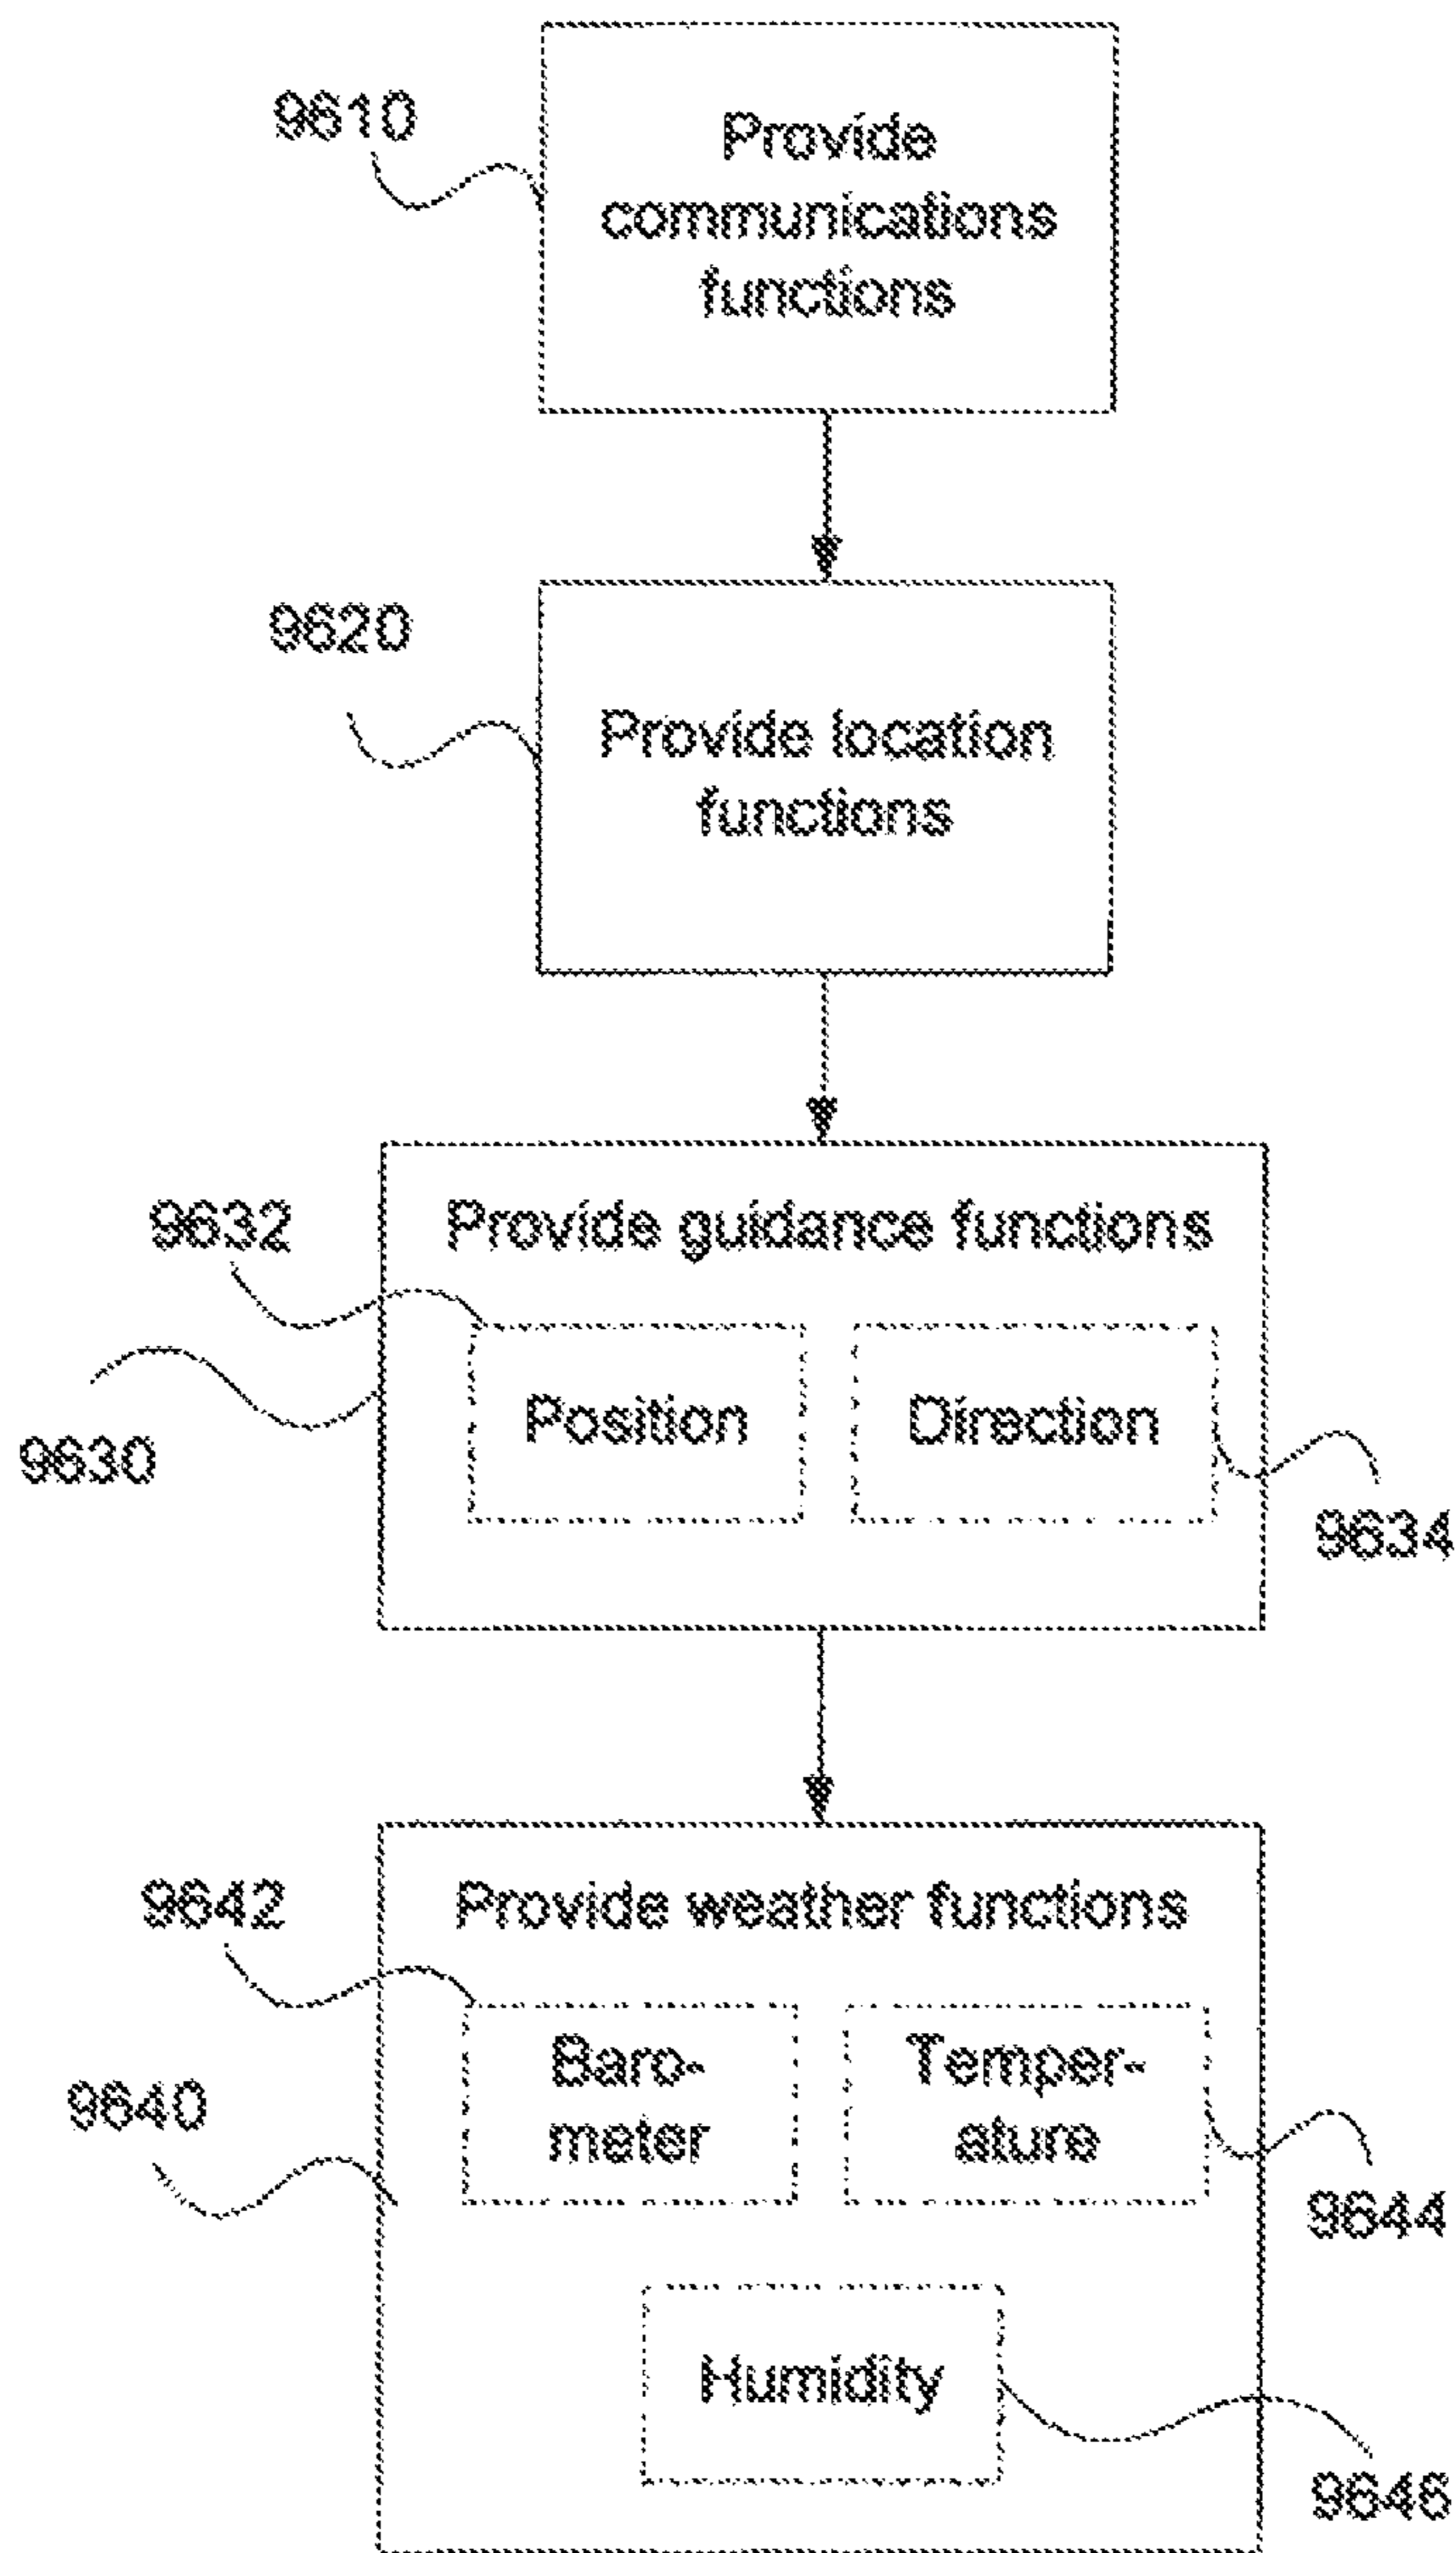 9610
Provide
communications
functions
9620
Provide location
functions
9632
Provide guidance functions
Position
Direction
9630
9634
9642
Provide weather functions
Baro-
meter
Temper-
ature
9640
9644
Humidity
9646